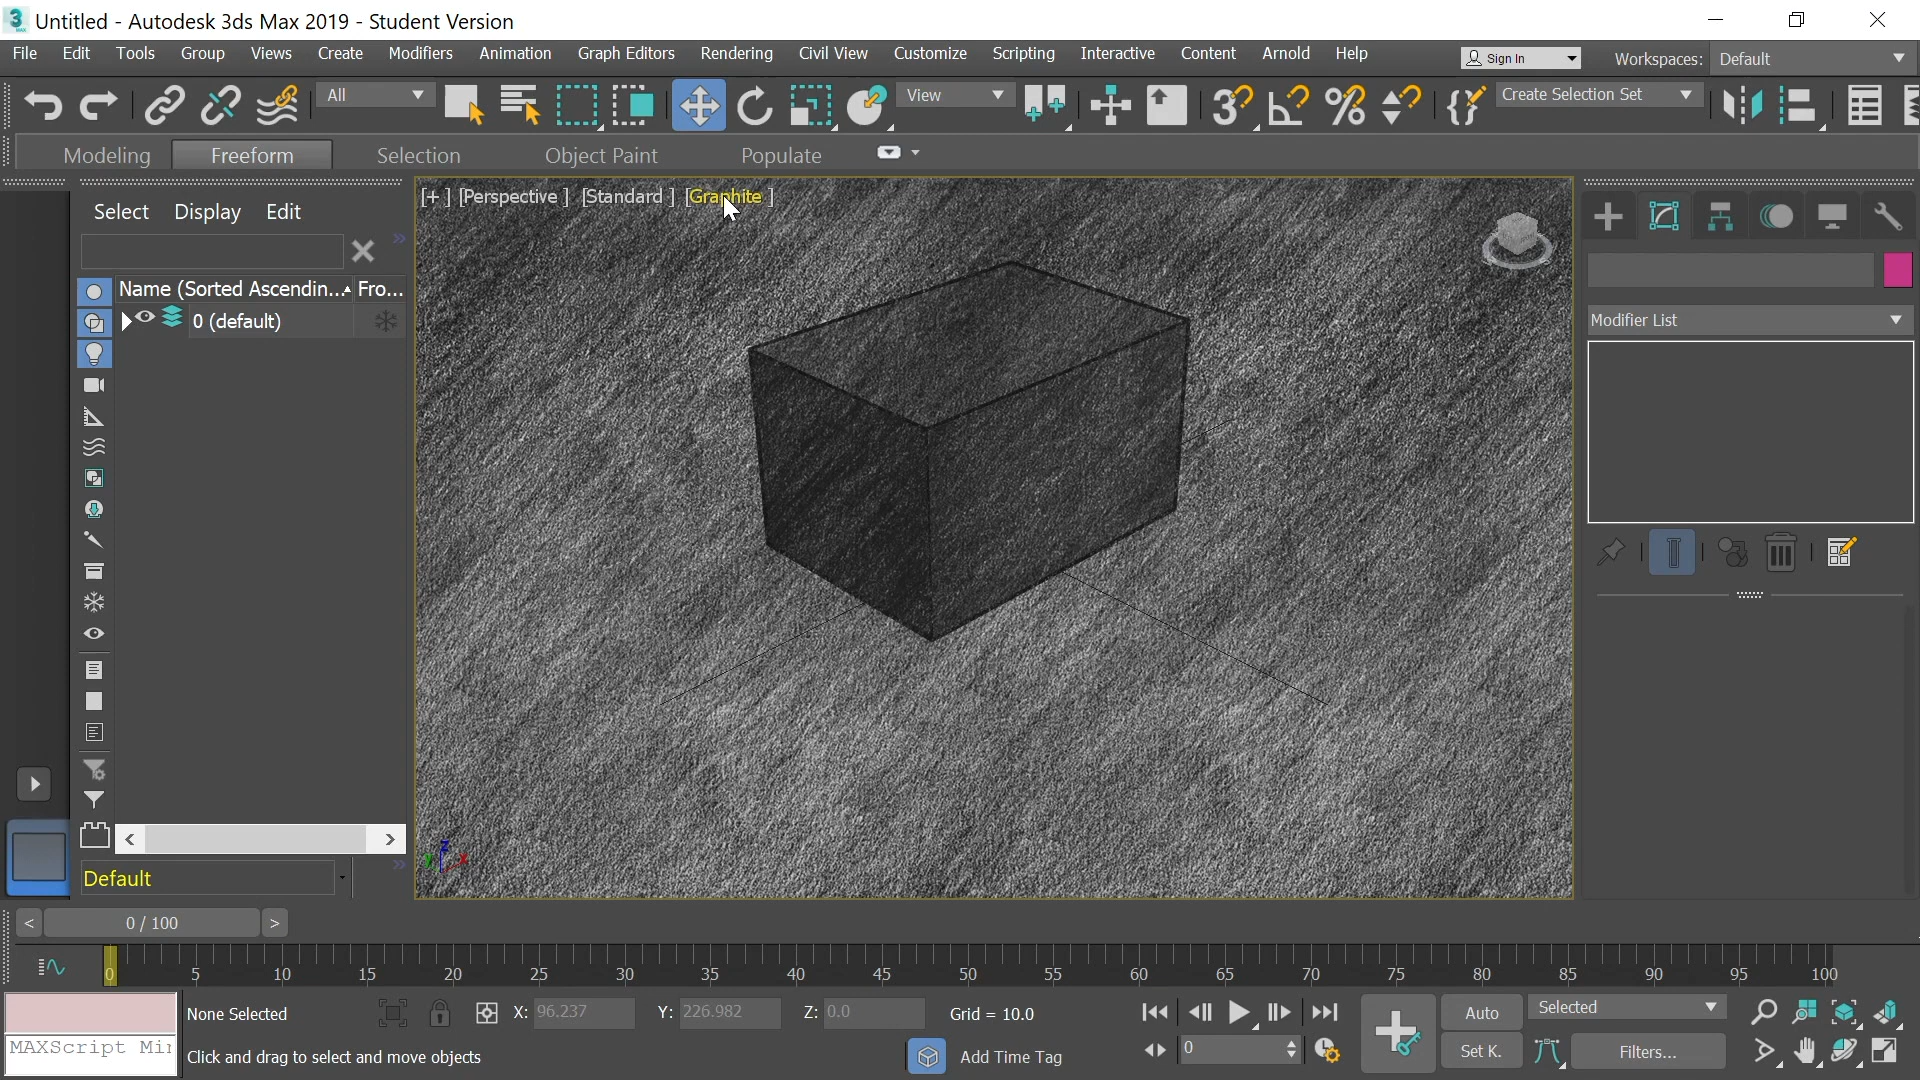 Untitled - Autodesk 3ds Max 2019 - Student Version
File Edit Tools Group Views Create Modifiers Animation Graph Editors Rendering Civil View Customize Scripting Interactive Content Arnold Help Sign In Workspaces: Default
All View Create Selection Set
Modeling Freeform Selection Object Paint Populate
[+] [Perspective] [Standard] [Graphite]
Select Display Edit
Name (Sorted Ascendin... Fro...
0 (default)
Modifier List
Default
0 / 100
0 5 10 15 20 25 30 35 40 45 50 55 60 65 70 75 80 85 90 95 100
None Selected X: 96.237 Y: 226.982 Z: 0.0 Grid = 10.0 Auto Selected
MAXScript Mi
Click and drag to select and move objects Add Time Tag 0 Set K. Filters...